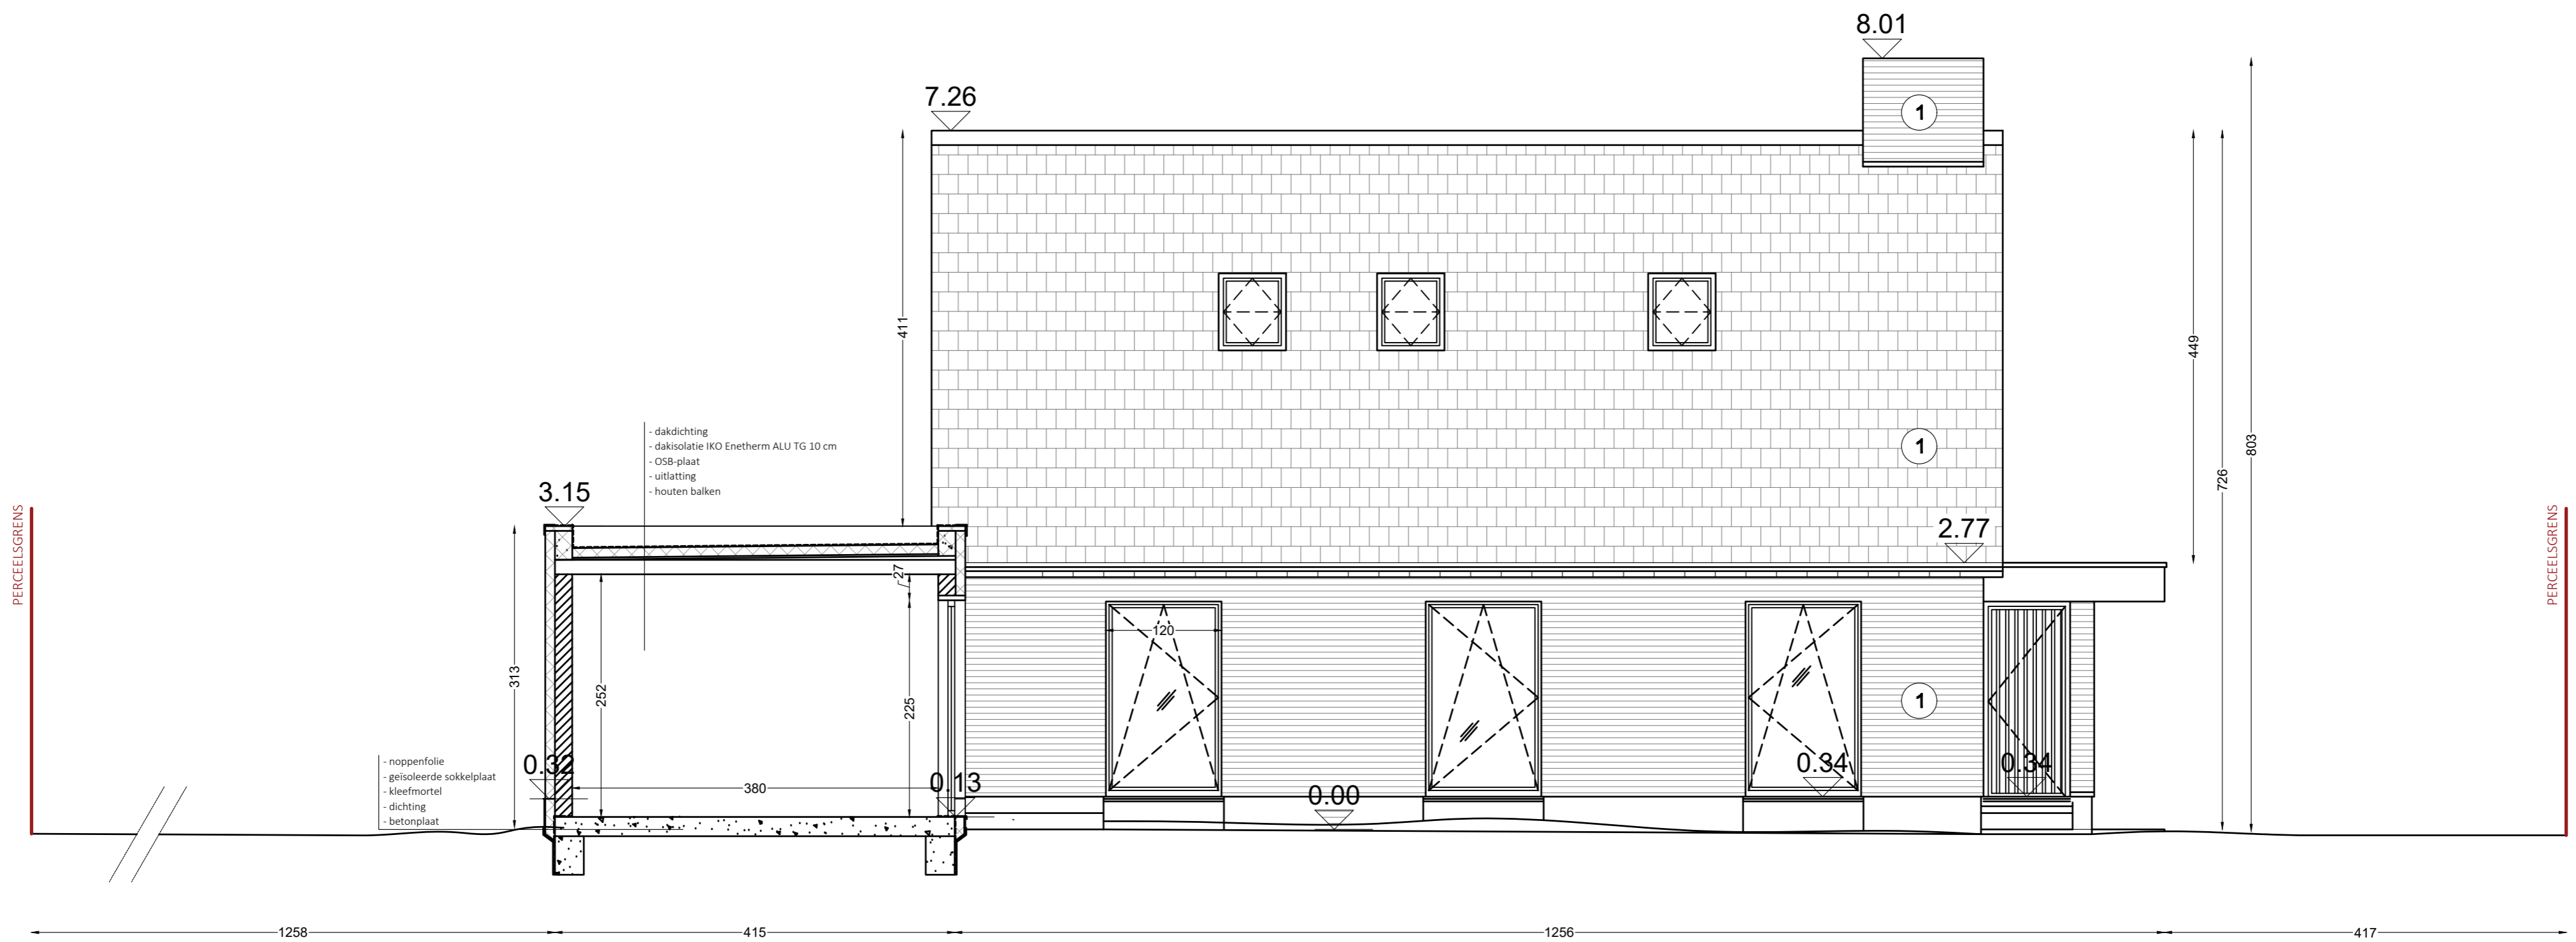 8.01
7.26
1
411
449
726
803
- dakdichting
- dakisolatie IKO Enetherm ALU TG 10 cm
- OSB-plaat
- uitlatting
- houten balken
1
3.15
2.77
PERCEELSGRENS
PERCEELSGRENS
27
120
313
252
225
1
- noppenfolie
- geïsoleerde sokkelplaat
- kleefmortel
- dichting
- betonplaat
0.32
380
0.13
0.00
0.34
0.34
1258
415
1256
417